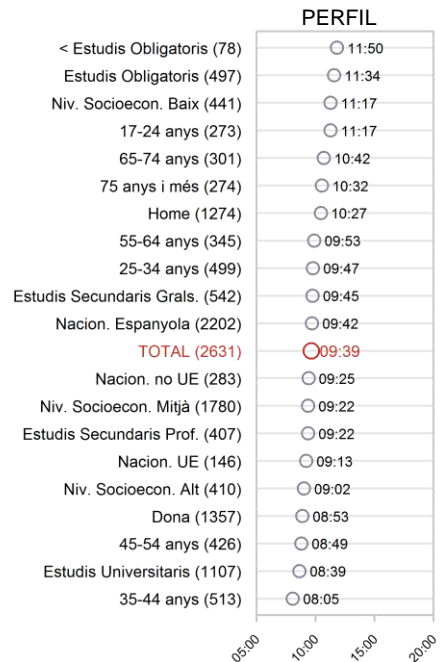 PERFIL
< Estudis Obligatoris (78) 11:50
Estudis Obligatoris (497) 11:34
Niv. Socioecon. Baix (441) 11:17
17-24 anys (273) 11:17
65-74 anys (301) 10:42
75 anys i més (274) 10:32
Home (1274) 10:27
55-64 anys (345) 09:53
25-34 anys (499) 09:47
Estudis Secundaris Grals. (542) 09:45
Nacion. Espanyola (2202) 09:42
TOTAL (2631) 09:39
Nacion. no UE (283) 09:25
Niv. Socioecon. Mitjà (1780) 09:22
Estudis Secundaris Prof. (407) 09:22
Nacion. UE (146) 09:13
Niv. Socioecon. Alt (410) 09:02
Dona (1357) 08:53
45-54 anys (426) 08:49
Estudis Universitaris (1107) 08:39
35-44 anys (513) 08:05
05:00 10:00 15:00 20:00